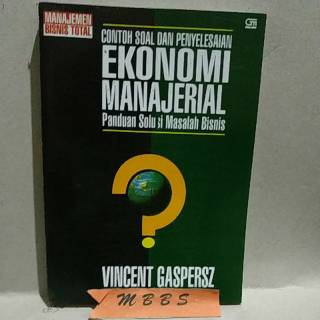 MANAJEMEN
BISNIS TOTAL
CONTOH SOAL DAN PENYELESAIAN
EKONOMI
MANAJERIAL
Panduan Solusi Masalah Bisnis
?
VINCENT GASPERSZ
MBBS